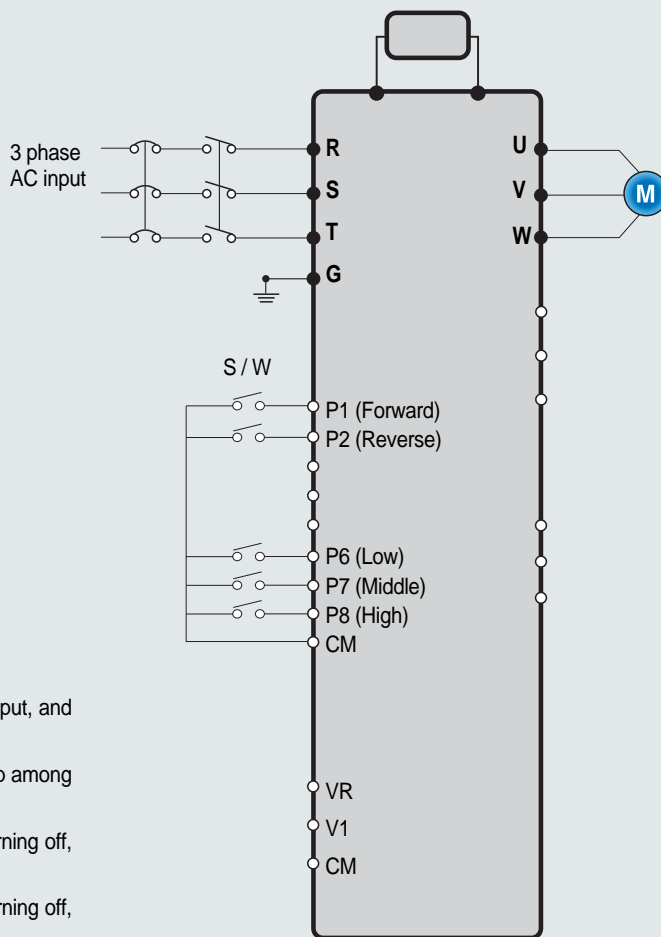 3 phase
AC input
R
S
T
G
U
V
W
M
S / W
P1 (Forward)
P2 (Reverse)
P6 (Low)
P7 (Middle)
P8 (High)
CM
VR
V1
CM
put, and
among
rning off,
rning off,